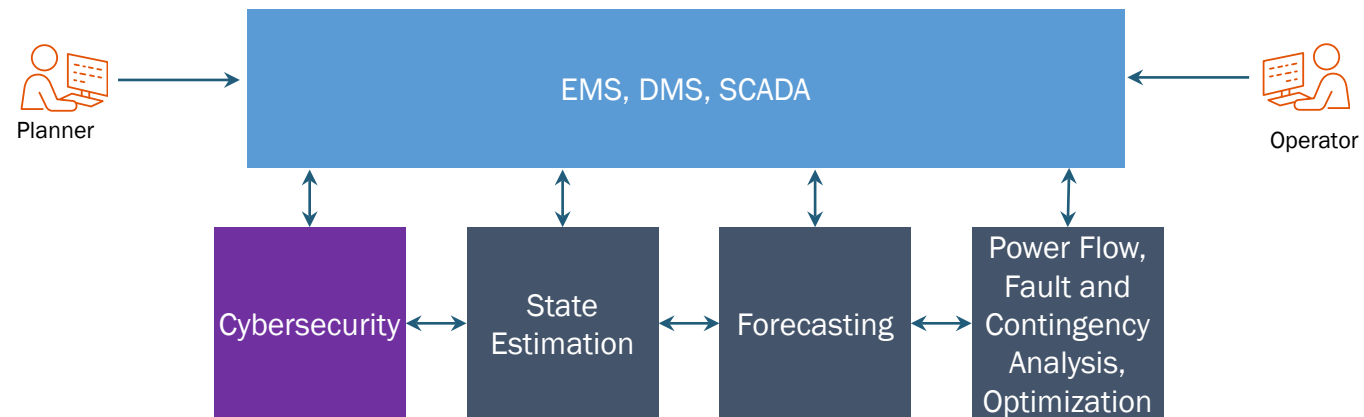 EMS, DMS, SCADA
Planner
Operator
Cybersecurity
State
Estimation
Forecasting
Power Flow,
Fault and
Contingency
Analysis,
Optimization